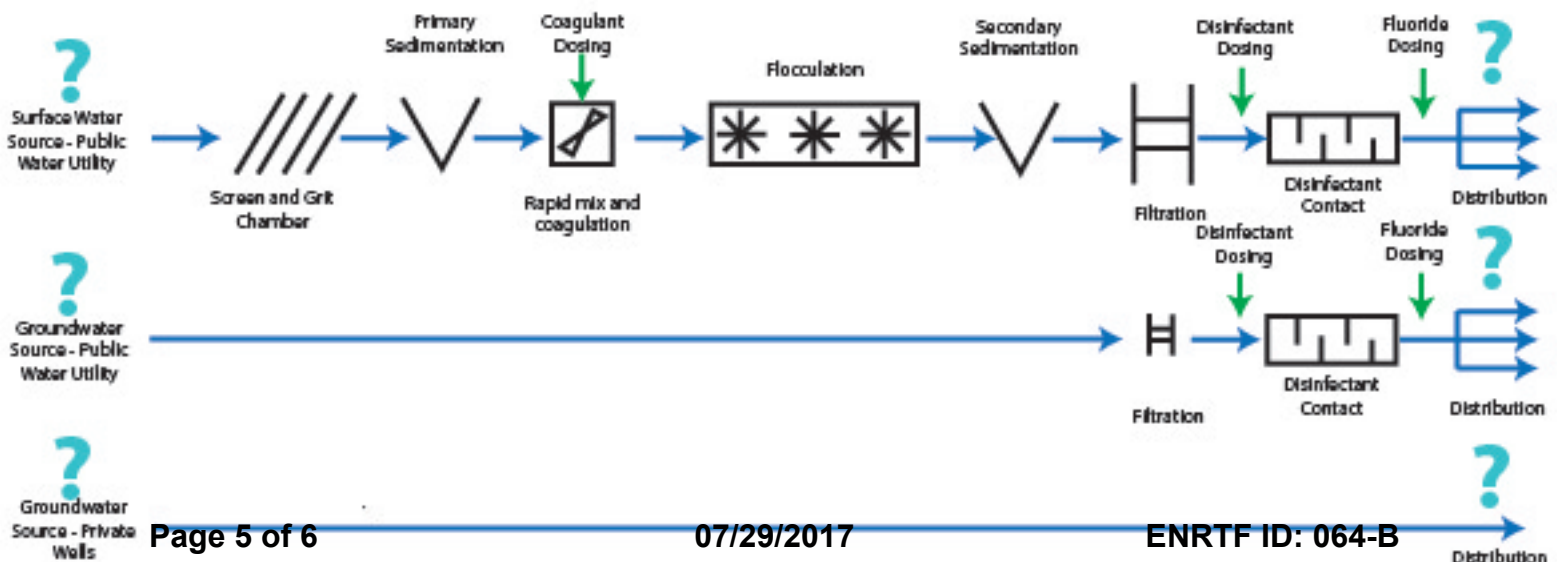 ?
Surface Water
Source - Public
Water Utility
Screen and Grit
Chamber
Primary
Sedimentation
Coagulant
Dosing
Rapid mix and
coagulation
Flocculation
Secondary
Sedimentation
Filtration
Disinfectant
Dosing
Disinfectant
Contact
Fluoride
Dosing
?
Distribution
?
Groundwater
Source - Public
Water Utility
Filtration
Disinfectant
Dosing
Disinfectant
Contact
Fluoride
Dosing
?
Distribution
?
Groundwater
Source - Private
Wells
?
Distribution
Page 5 of 6
07/29/2017
ENRTF ID: 064-B